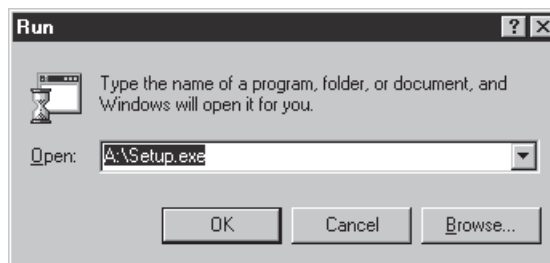 Run
Type the name of a program, folder, or document, and
Windows will open it for you.
Open: A:\Setup.exe
OK Cancel Browse...